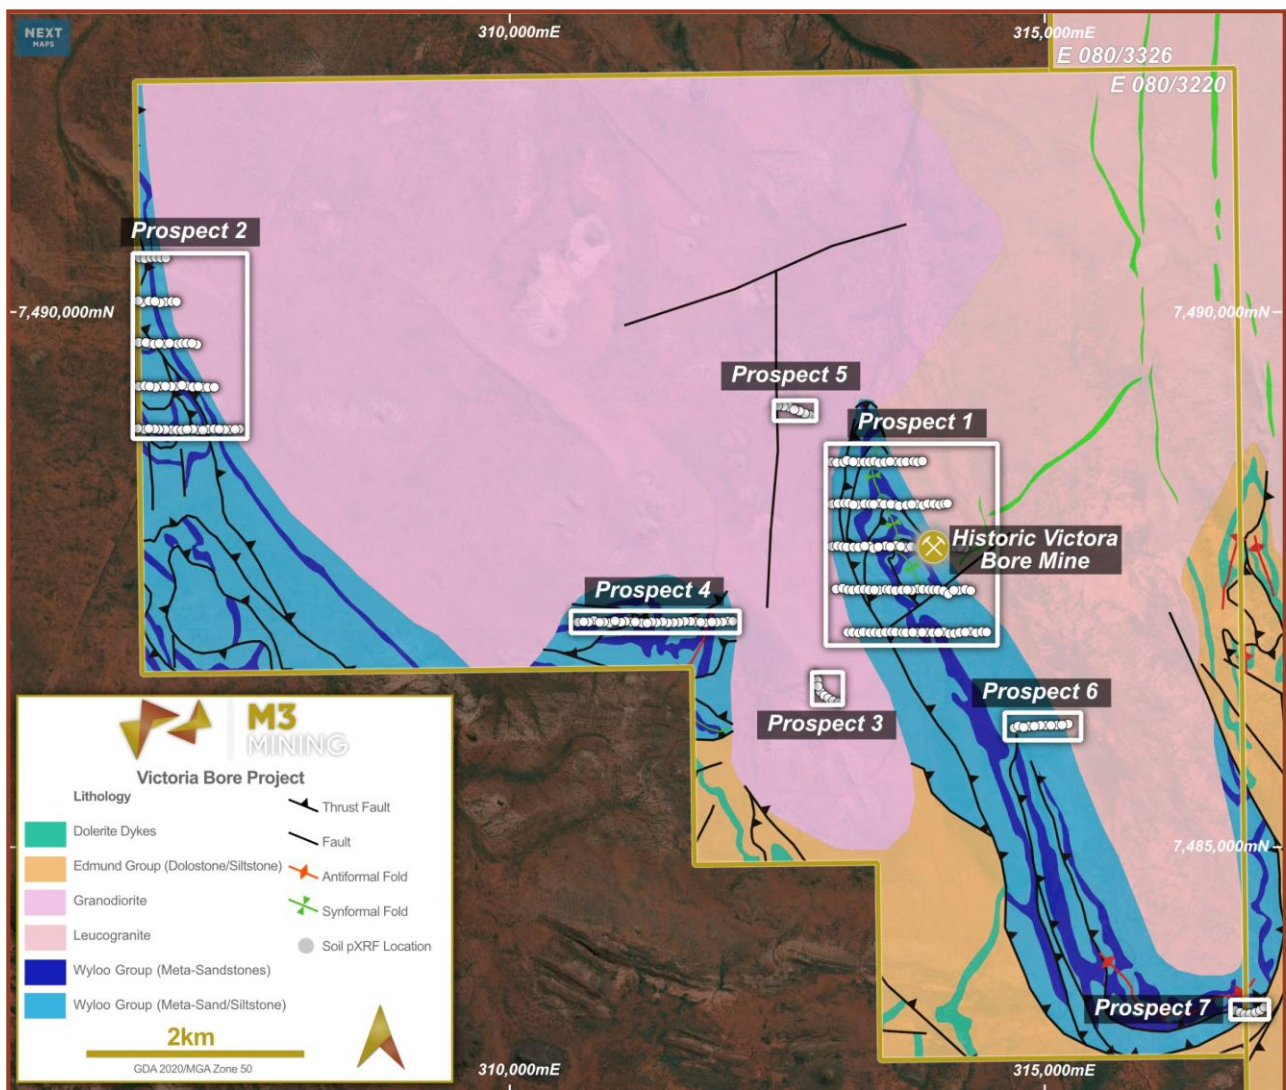 NEXT
MAPS
310,000mE
315,000mE
E 080/3326
E 080/3220
Prospect 2
7,490,000mN
7,490,000mN
Prospect 5
Prospect 1
Historic Victora
Bore Mine
Prospect 4
Prospect 6
Prospect 3
M3
MINING
Victoria Bore Project
Lithology
Dolerite Dykes
Edmund Group (Dolostone/Siltstone)
Granodiorite
Leucogranite
Wyloo Group (Meta-Sandstones)
Wyloo Group (Meta-Sand/Siltstone)
Thrust Fault
Fault
Antiformal Fold
Synformal Fold
Soil pXRF Location
2km
GDA 2020/MGA Zone 50
7,485,000mN
Prospect 7
310,000mE
315,000mE